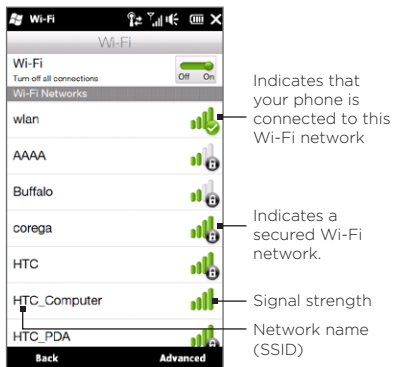 Wi-Fi
Wi-Fi
Wi-Fi
Turn off all connections
Off On
Wi-Fi Networks
wlan
AAAA
Buffalo
corega
HTC
HTC_Computer
HTC_PDA
Back Advanced
Indicates that
your phone is
connected to this
Wi-Fi network
Indicates a
secured Wi-Fi
network.
Signal strength
Network name
(SSID)